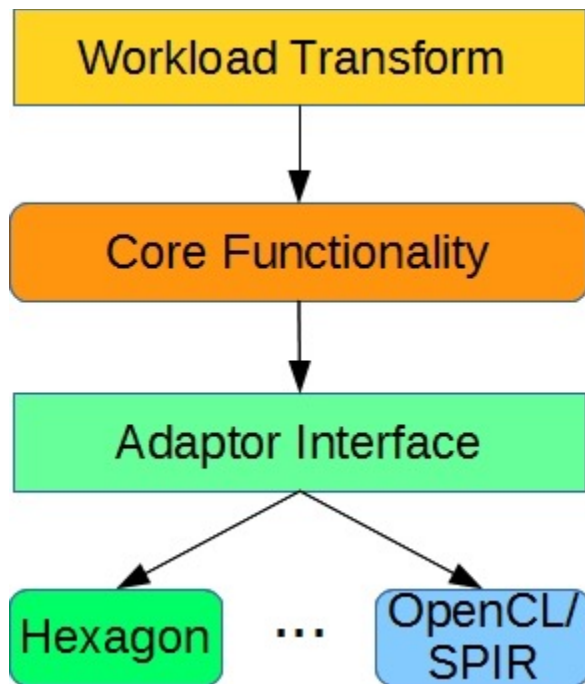 Workload Transform
Core Functionality
Adaptor Interface
Hexagon
...
OpenCL/
SPIR